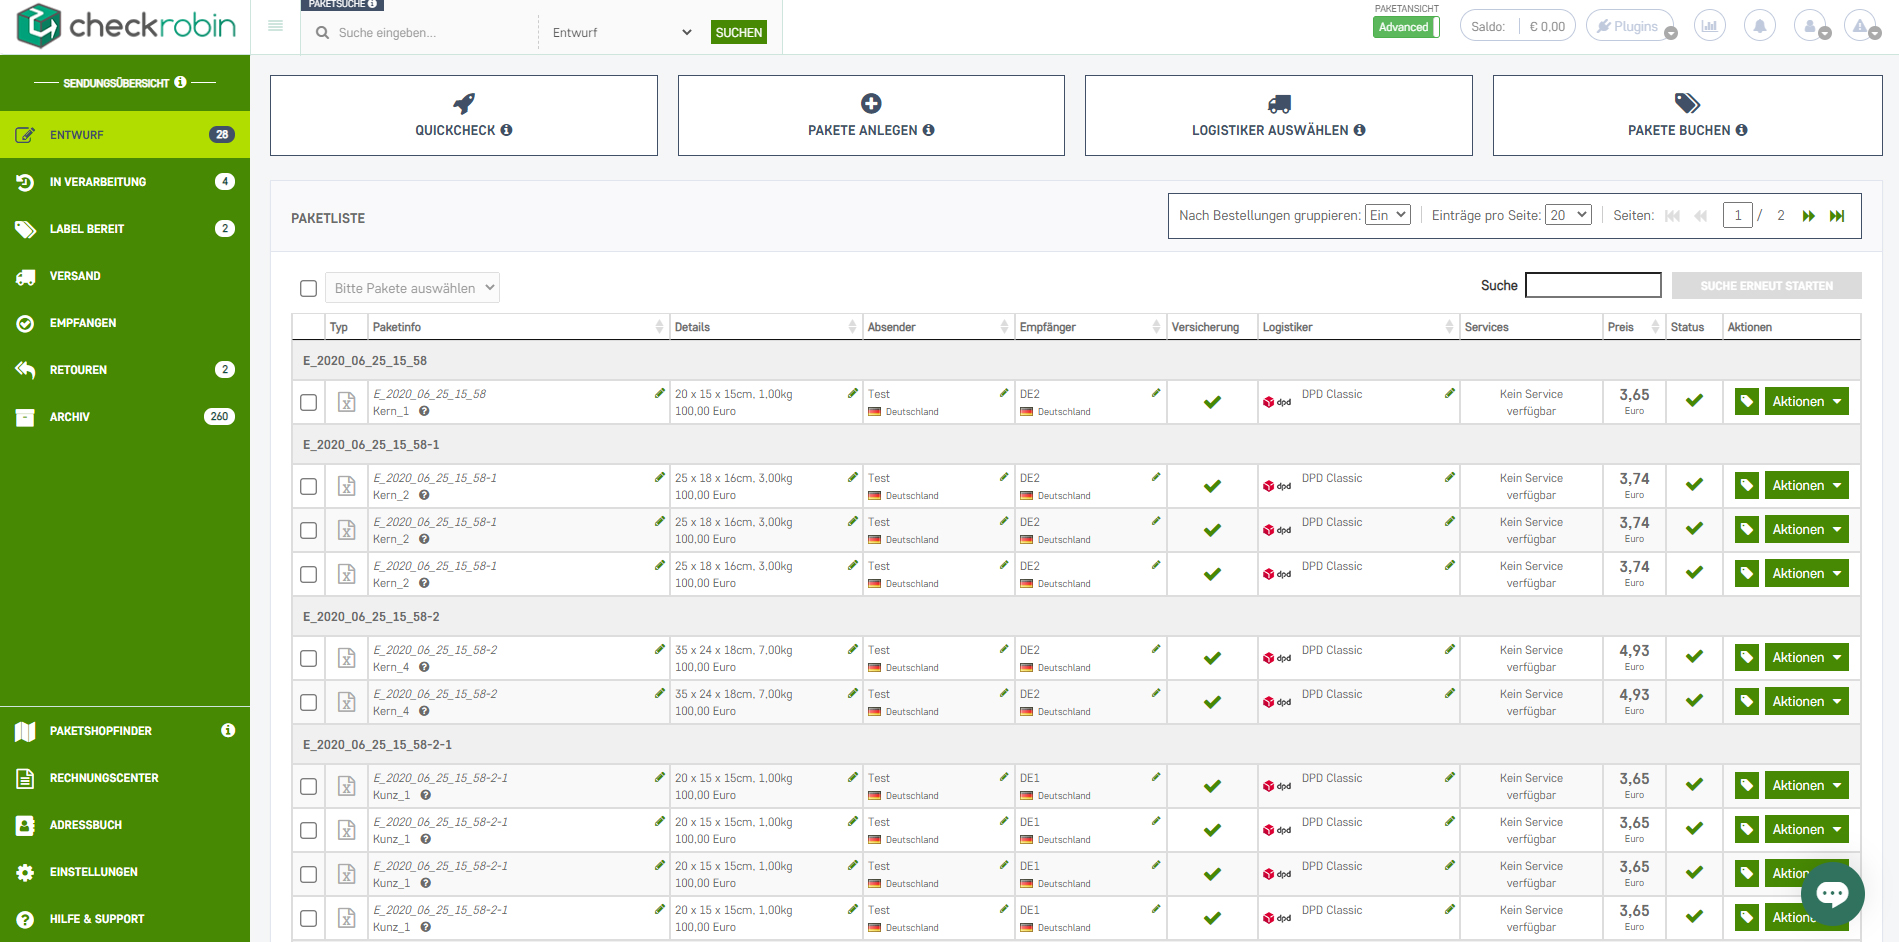 checkrobin
PAKETSUCHE
Suche eingeben...
Entwurf
SUCHEN
PAKETANSICHT
Advanced
Saldo: € 0,00
Plugins
SENDUNGSÜBERSICHT
ENTWURF 28
IN VERARBEITUNG 4
LABEL BEREIT 2
VERSAND
EMPFANGEN
RETOUREN 2
ARCHIV 260
PAKETSHOPFINDER
RECHNUNGSCENTER
ADRESSBUCH
EINSTELLUNGEN
HILFE & SUPPORT
QUICKCHECK
PAKETE ANLEGEN
LOGISTIKER AUSWÄHLEN
PAKETE BUCHEN
PAKETLISTE
Nach Bestellungen gruppieren: Ein Einträge pro Seite: 20 Seiten: 1 / 2
Bitte Pakete auswählen
Suche
SUCHE ERNEUT STARTEN
Typ Paketinfo Details Absender Empfänger Versicherung Logistiker Services Preis Status Aktionen
E_2020_06_25_15_58
E_2020_06_25_15_58 20 x 15 x 15cm, 1,00kg Test DE2 dpd DPD Classic Kein Service 3,65 Aktionen
Kern_1 100,00 Euro Deutschland Deutschland verfügbar Euro
E_2020_06_25_15_58-1
E_2020_06_25_15_58-1 25 x 18 x 16cm, 3,00kg Test DE2 dpd DPD Classic Kein Service 3,74 Aktionen
Kern_2 100,00 Euro Deutschland Deutschland verfügbar Euro
E_2020_06_25_15_58-1 25 x 18 x 16cm, 3,00kg Test DE2 dpd DPD Classic Kein Service 3,74 Aktionen
Kern_2 100,00 Euro Deutschland Deutschland verfügbar Euro
E_2020_06_25_15_58-1 25 x 18 x 16cm, 3,00kg Test DE2 dpd DPD Classic Kein Service 3,74 Aktionen
Kern_2 100,00 Euro Deutschland Deutschland verfügbar Euro
E_2020_06_25_15_58-2
E_2020_06_25_15_58-2 35 x 24 x 18cm, 7,00kg Test DE2 dpd DPD Classic Kein Service 4,93 Aktionen
Kern_4 100,00 Euro Deutschland Deutschland verfügbar Euro
E_2020_06_25_15_58-2 35 x 24 x 18cm, 7,00kg Test DE2 dpd DPD Classic Kein Service 4,93 Aktionen
Kern_4 100,00 Euro Deutschland Deutschland verfügbar Euro
E_2020_06_25_15_58-2-1
E_2020_06_25_15_58-2-1 20 x 15 x 15cm, 1,00kg Test DE1 dpd DPD Classic Kein Service 3,65 Aktionen
Kunz_1 100,00 Euro Deutschland Deutschland verfügbar Euro
E_2020_06_25_15_58-2-1 20 x 15 x 15cm, 1,00kg Test DE1 dpd DPD Classic Kein Service 3,65 Aktionen
Kunz_1 100,00 Euro Deutschland Deutschland verfügbar Euro
E_2020_06_25_15_58-2-1 20 x 15 x 15cm, 1,00kg Test DE1 dpd DPD Classic Kein Service 3,65 Aktion
Kunz_1 100,00 Euro Deutschland Deutschland verfügbar Euro
E_2020_06_25_15_58-2-1 20 x 15 x 15cm, 1,00kg Test DE1 dpd DPD Classic Kein Service 3,65 Aktion
Kunz_1 100,00 Euro Deutschland Deutschland verfügbar Euro